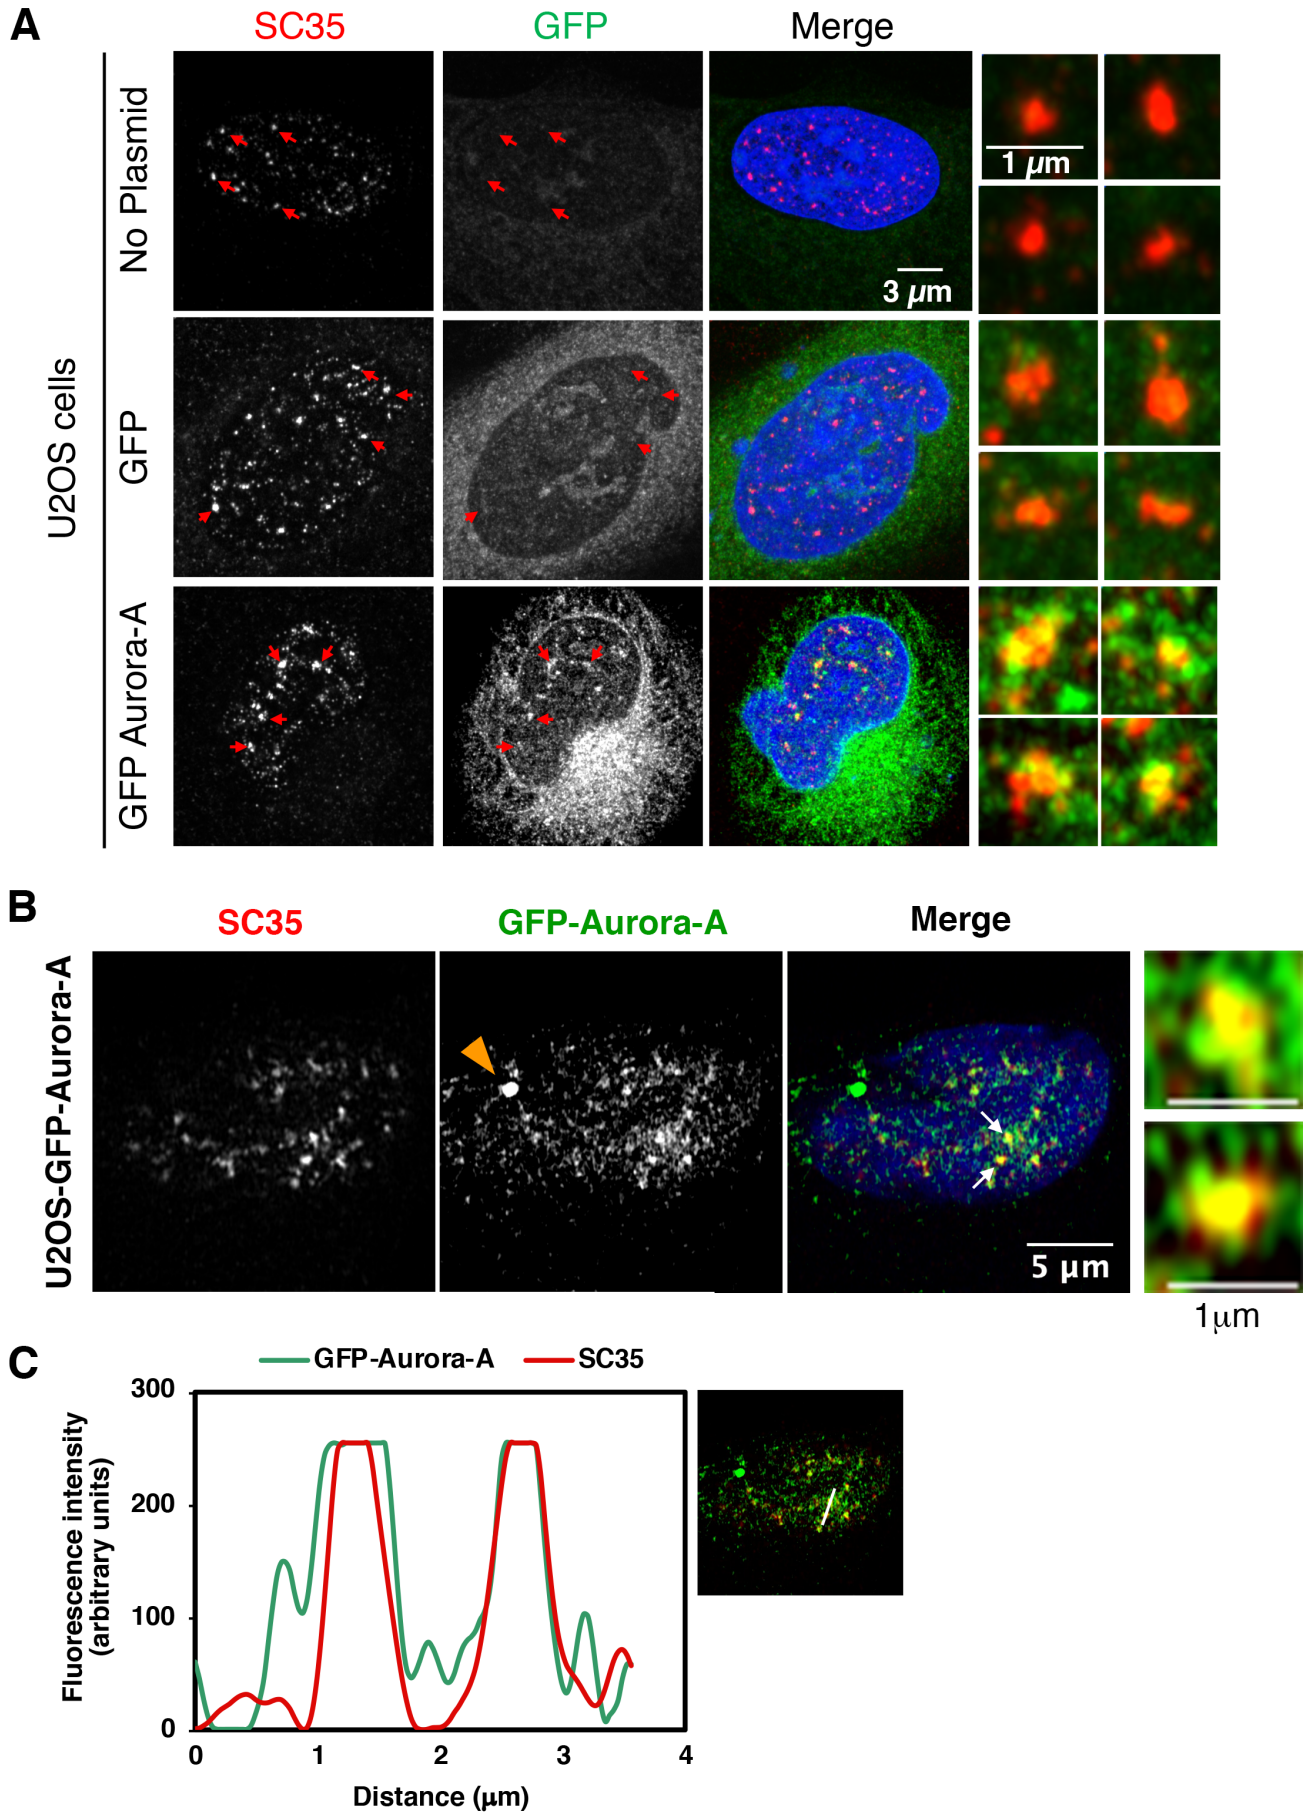 A
SC35
GFP
Merge
U2OS cells
No Plasmid
3 µm
1 µm
GFP
GFP Aurora-A
B
SC35
GFP-Aurora-A
Merge
U2OS-GFP-Aurora-A
5 µm
1µm
C
GFP-Aurora-A
SC35
Fluorescence intensity
(arbitrary units)
300
200
100
0
0
1
2
3
4
Distance (µm)